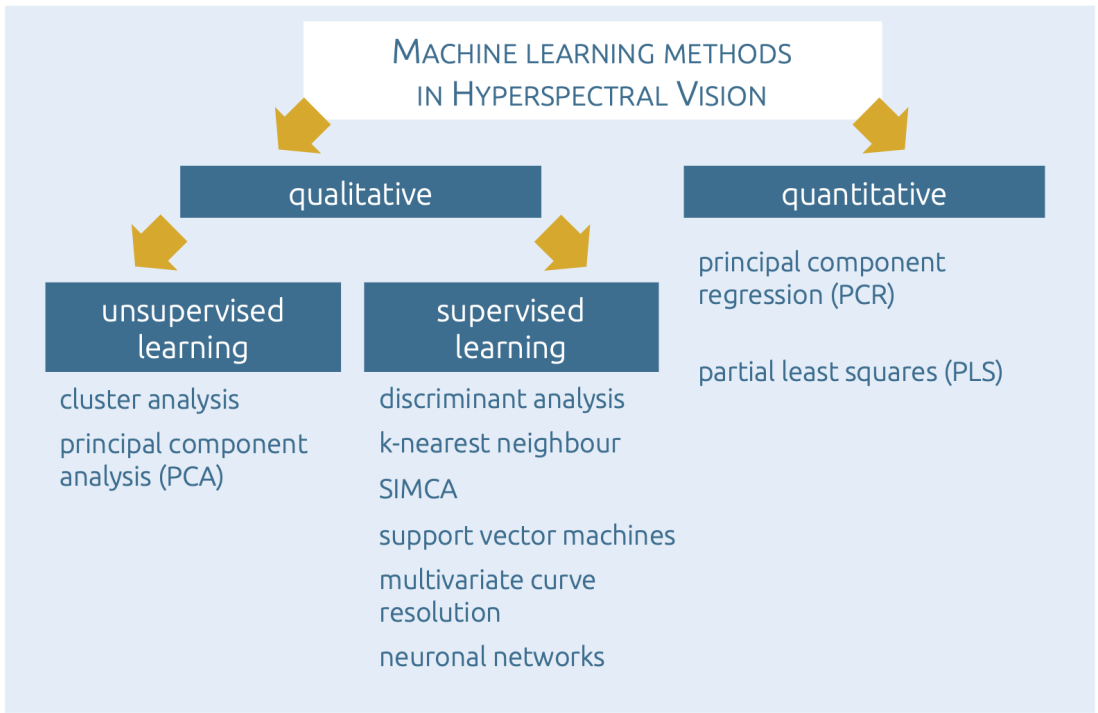 MACHINE LEARNING METHODS
IN HYPERSPECTRAL VISION
qualitative
quantitative
unsupervised
learning
supervised
learning
cluster analysis
principal component
analysis (PCA)
discriminant analysis
k-nearest neighbour
SIMCA
support vector machines
multivariate curve
resolution
neuronal networks
principal component
regression (PCR)
partial least squares (PLS)